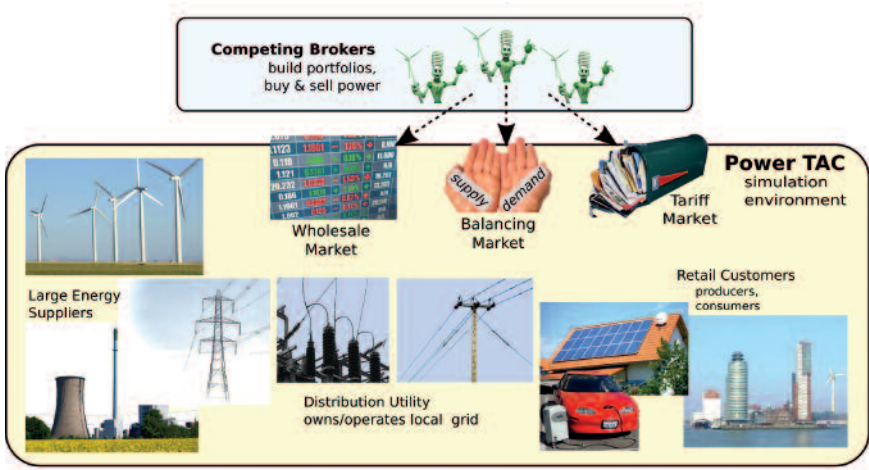 Competing Brokers
build portfolios,
buy & sell power
Power TAC
simulation
environment
supply
demand
Wholesale
Market
Balancing
Market
Tariff
Market
Large Energy
Suppliers
Retail Customers
producers,
consumers
Distribution Utility
owns/operates local grid